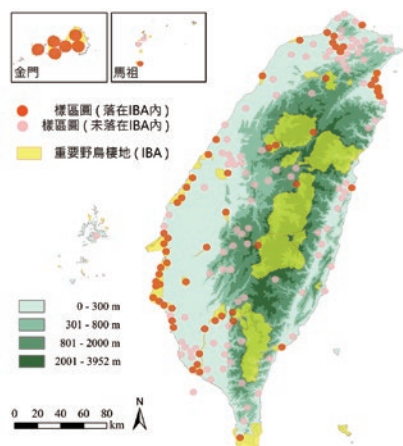 金門
馬祖
樣區圓 ( 落在IBA內 )
樣區圓 ( 未落在IBA內 )
重要野鳥棲地 ( IBA )
0 - 300 m
301 - 800 m
801 - 2000 m
2001 - 3952 m
0 20 40 60 80
km
N